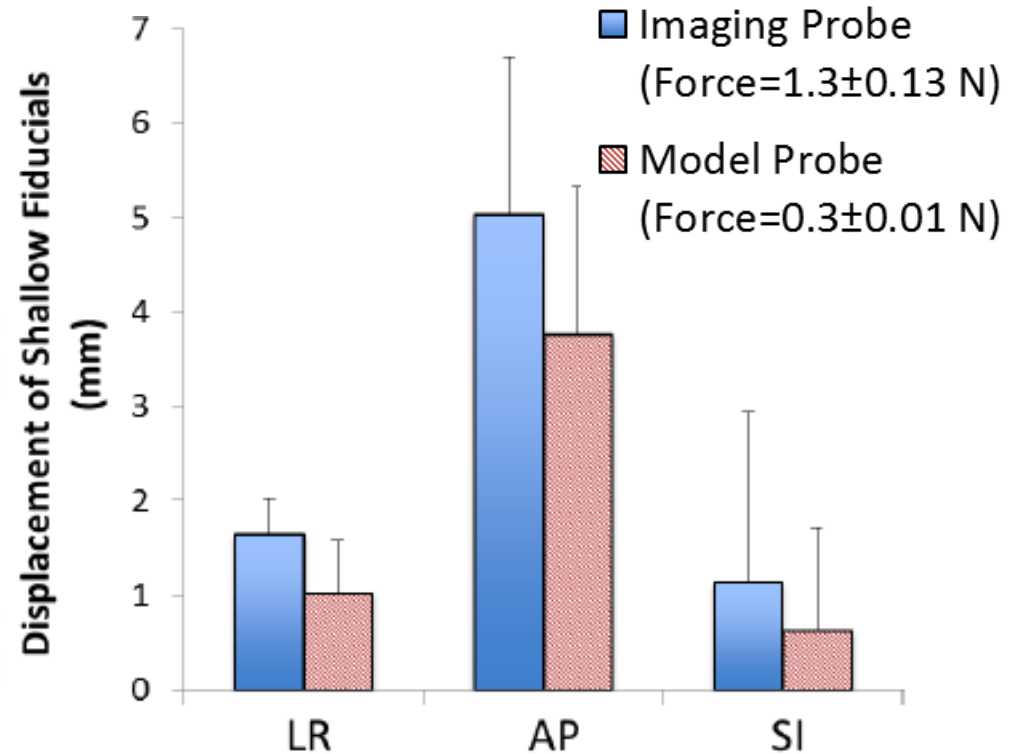 Displacement of Shallow Fiducials
(mm)
7
6
5
4
3
2
1
0
Imaging Probe
(Force=1.3±0.13 N)
Model Probe
(Force=0.3±0.01 N)
LR AP SI